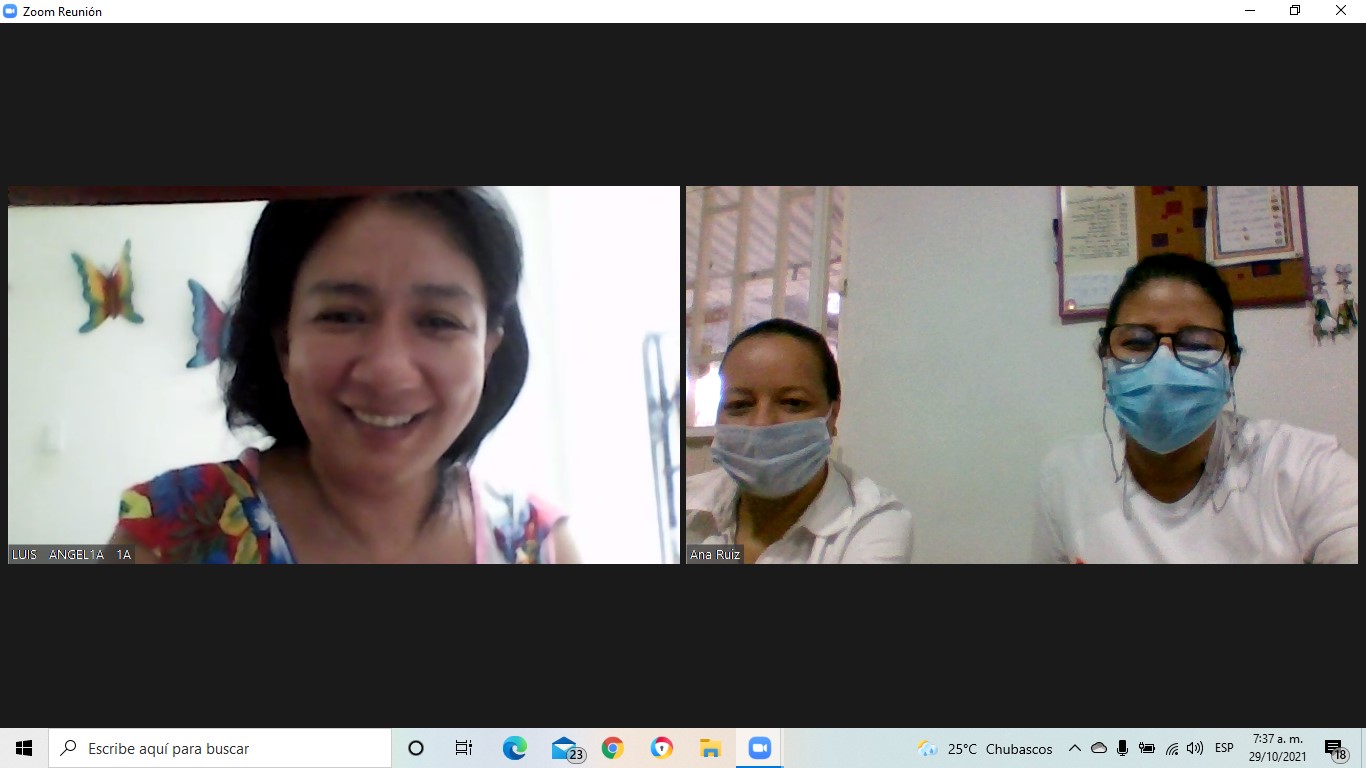 Zoom Reunión
LUIS ANGEL1A 1A
Ana Ruiz
Escribe aquí para buscar
23
25°C Chubascos
ESP
7:37 a. m.
29/10/2021
18